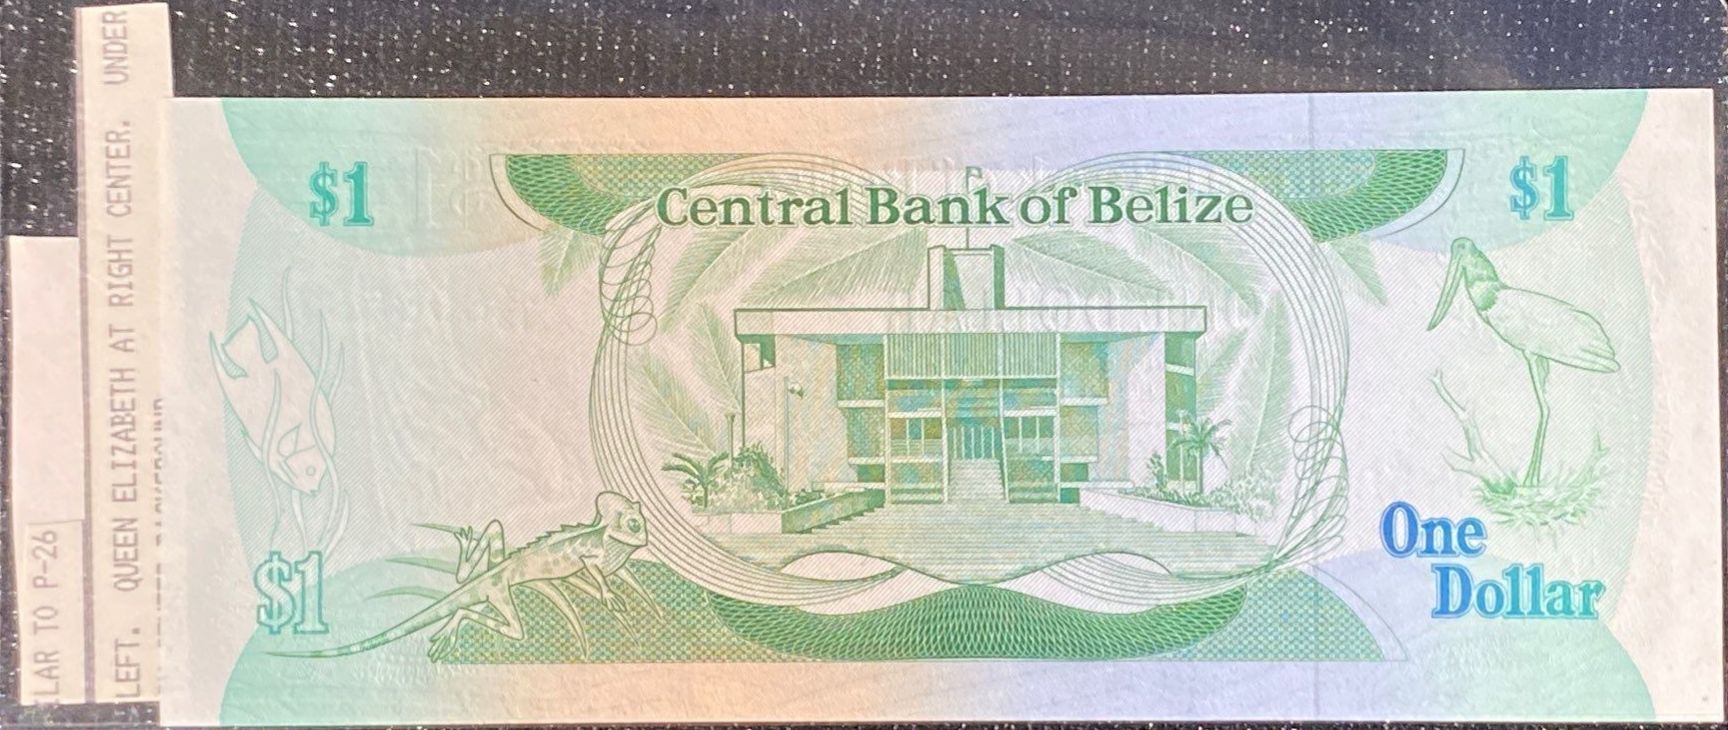 $1
Central Bank of Belize
$1
$1
One
Dollar
LAR TO P-26
LEFT. QUEEN ELIZABETH AT RIGHT CENTER. UNDER